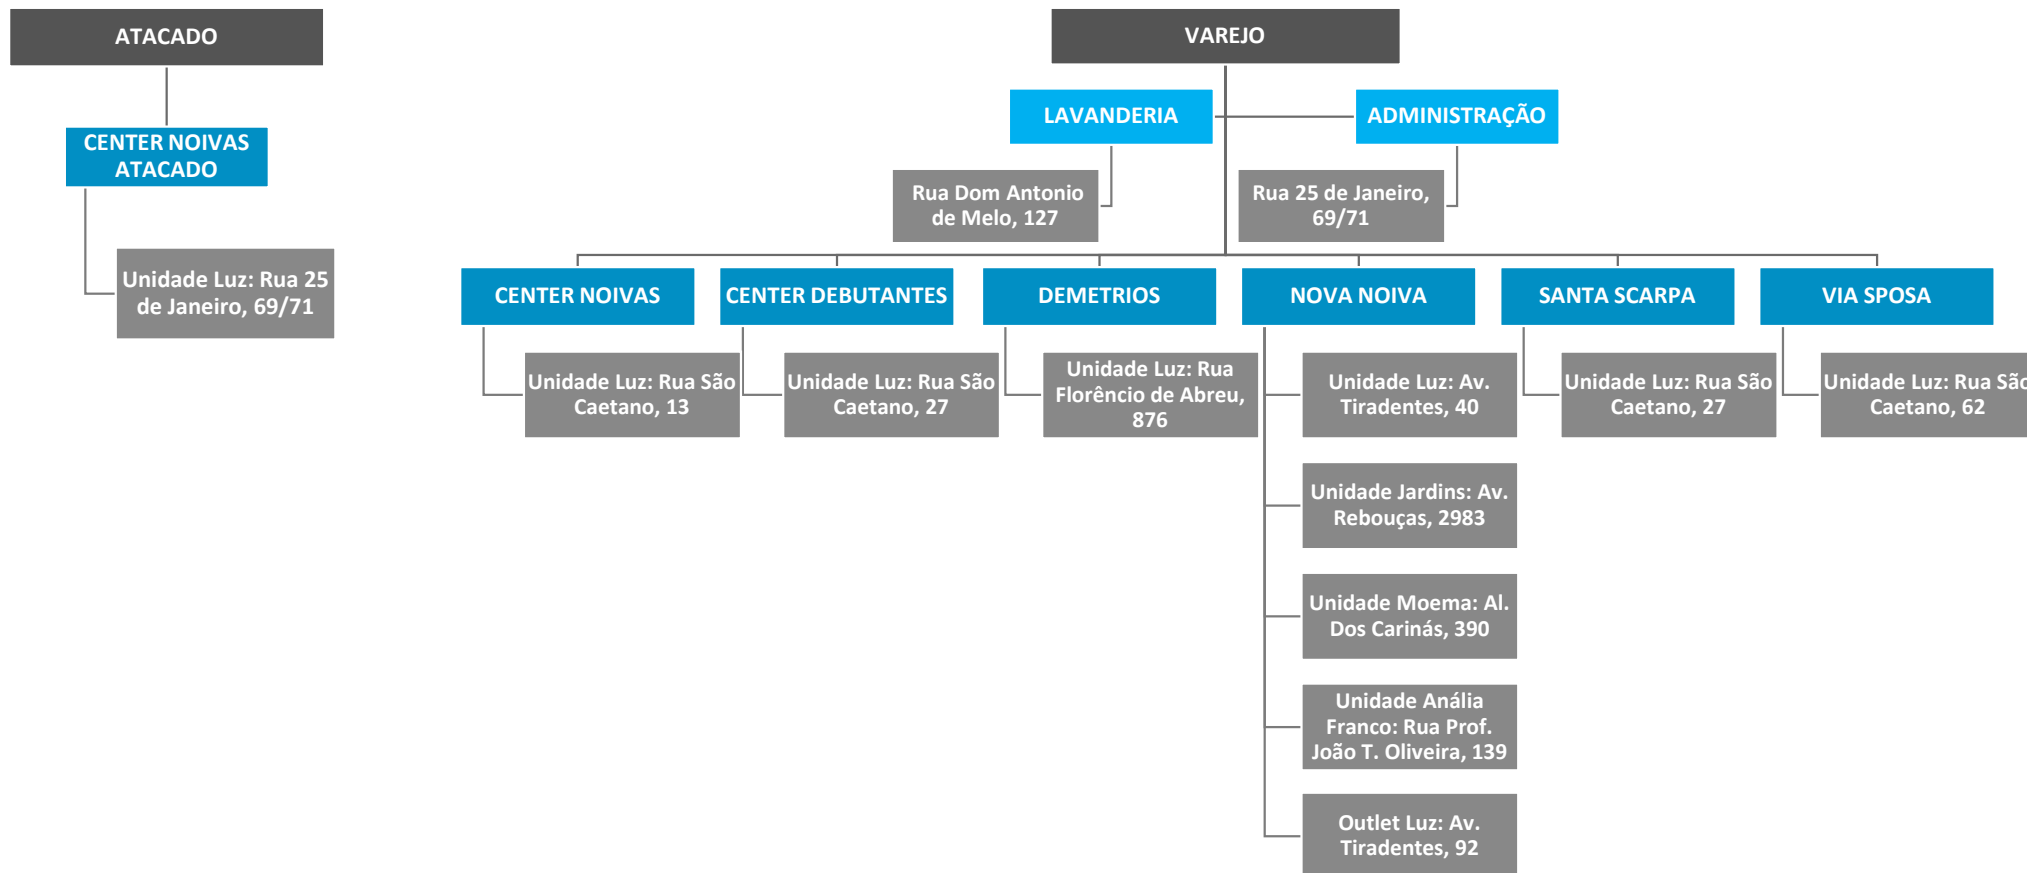 ATACADO
CENTER NOIVAS
ATACADO
Unidade Luz: Rua 25
de Janeiro, 69/71
VAREJO
LAVANDERIA
ADMINISTRAÇÃO
Rua Dom Antonio
de Melo, 127
Rua 25 de Janeiro,
69/71
CENTER NOIVAS
CENTER DEBUTANTES
DEMETRIOS
NOVA NOIVA
SANTA SCARPA
VIA SPOSA
Unidade Luz: Rua São
Caetano, 13
Unidade Luz: Rua São
Caetano, 27
Unidade Luz: Rua
Florêncio de Abreu,
876
Unidade Luz: Av.
Tiradentes, 40
Unidade Luz: Rua São
Caetano, 27
Unidade Luz: Rua São
Caetano, 62
Unidade Jardins: Av.
Rebouças, 2983
Unidade Moema: Al.
Dos Carinás, 390
Unidade Anália
Franco: Rua Prof.
João T. Oliveira, 139
Outlet Luz: Av.
Tiradentes, 92